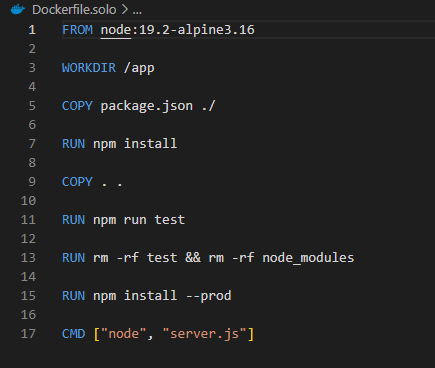 Dockerfile.solo > ...
1 FROM node:19.2-alpine3.16
2
3 WORKDIR /app
4
5 COPY package.json ./
6
7 RUN npm install
8
9 COPY . .
10
11 RUN npm run test
12
13 RUN rm -rf test && rm -rf node_modules
14
15 RUN npm install --prod
16
17 CMD ["node", "server.js"]